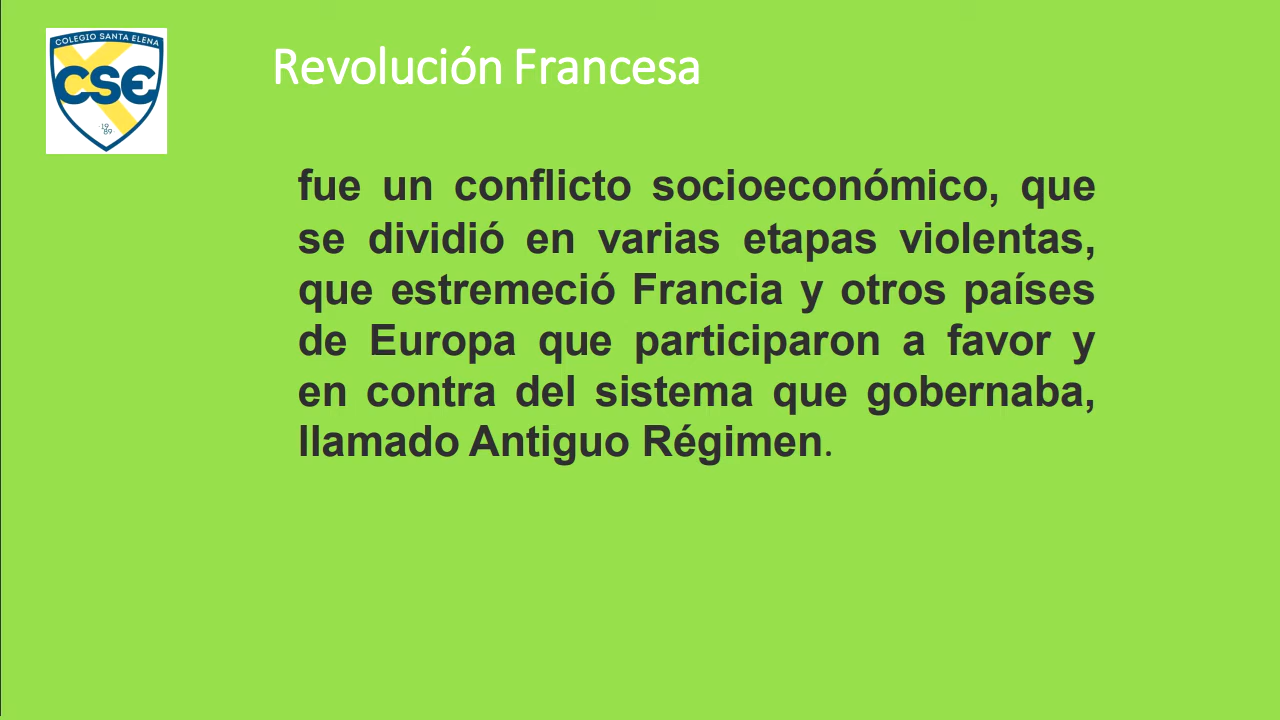 COLEGIO SANTA ELENA
CSE
19
89
Revolución Francesa
fue un conflicto socioeconómico, que
se dividió en varias etapas violentas,
que estremeció Francia y otros países
de Europa que participaron a favor y
en contra del sistema que gobernaba,
llamado Antiguo Régimen.